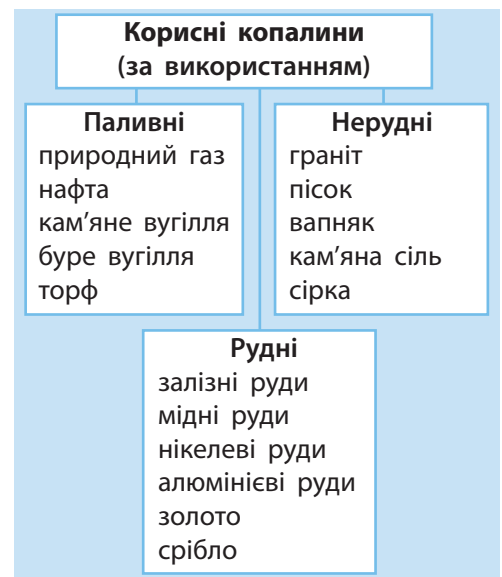 Корисні копалини
(за використанням)
Паливні
природний газ
нафта
кам’яне вугілля
буре вугілля
торф
Нерудні
граніт
пісок
вапняк
кам’яна сіль
сірка
Рудні
залізні руди
мідні руди
нікелеві руди
алюмінієві руди
золото
срібло